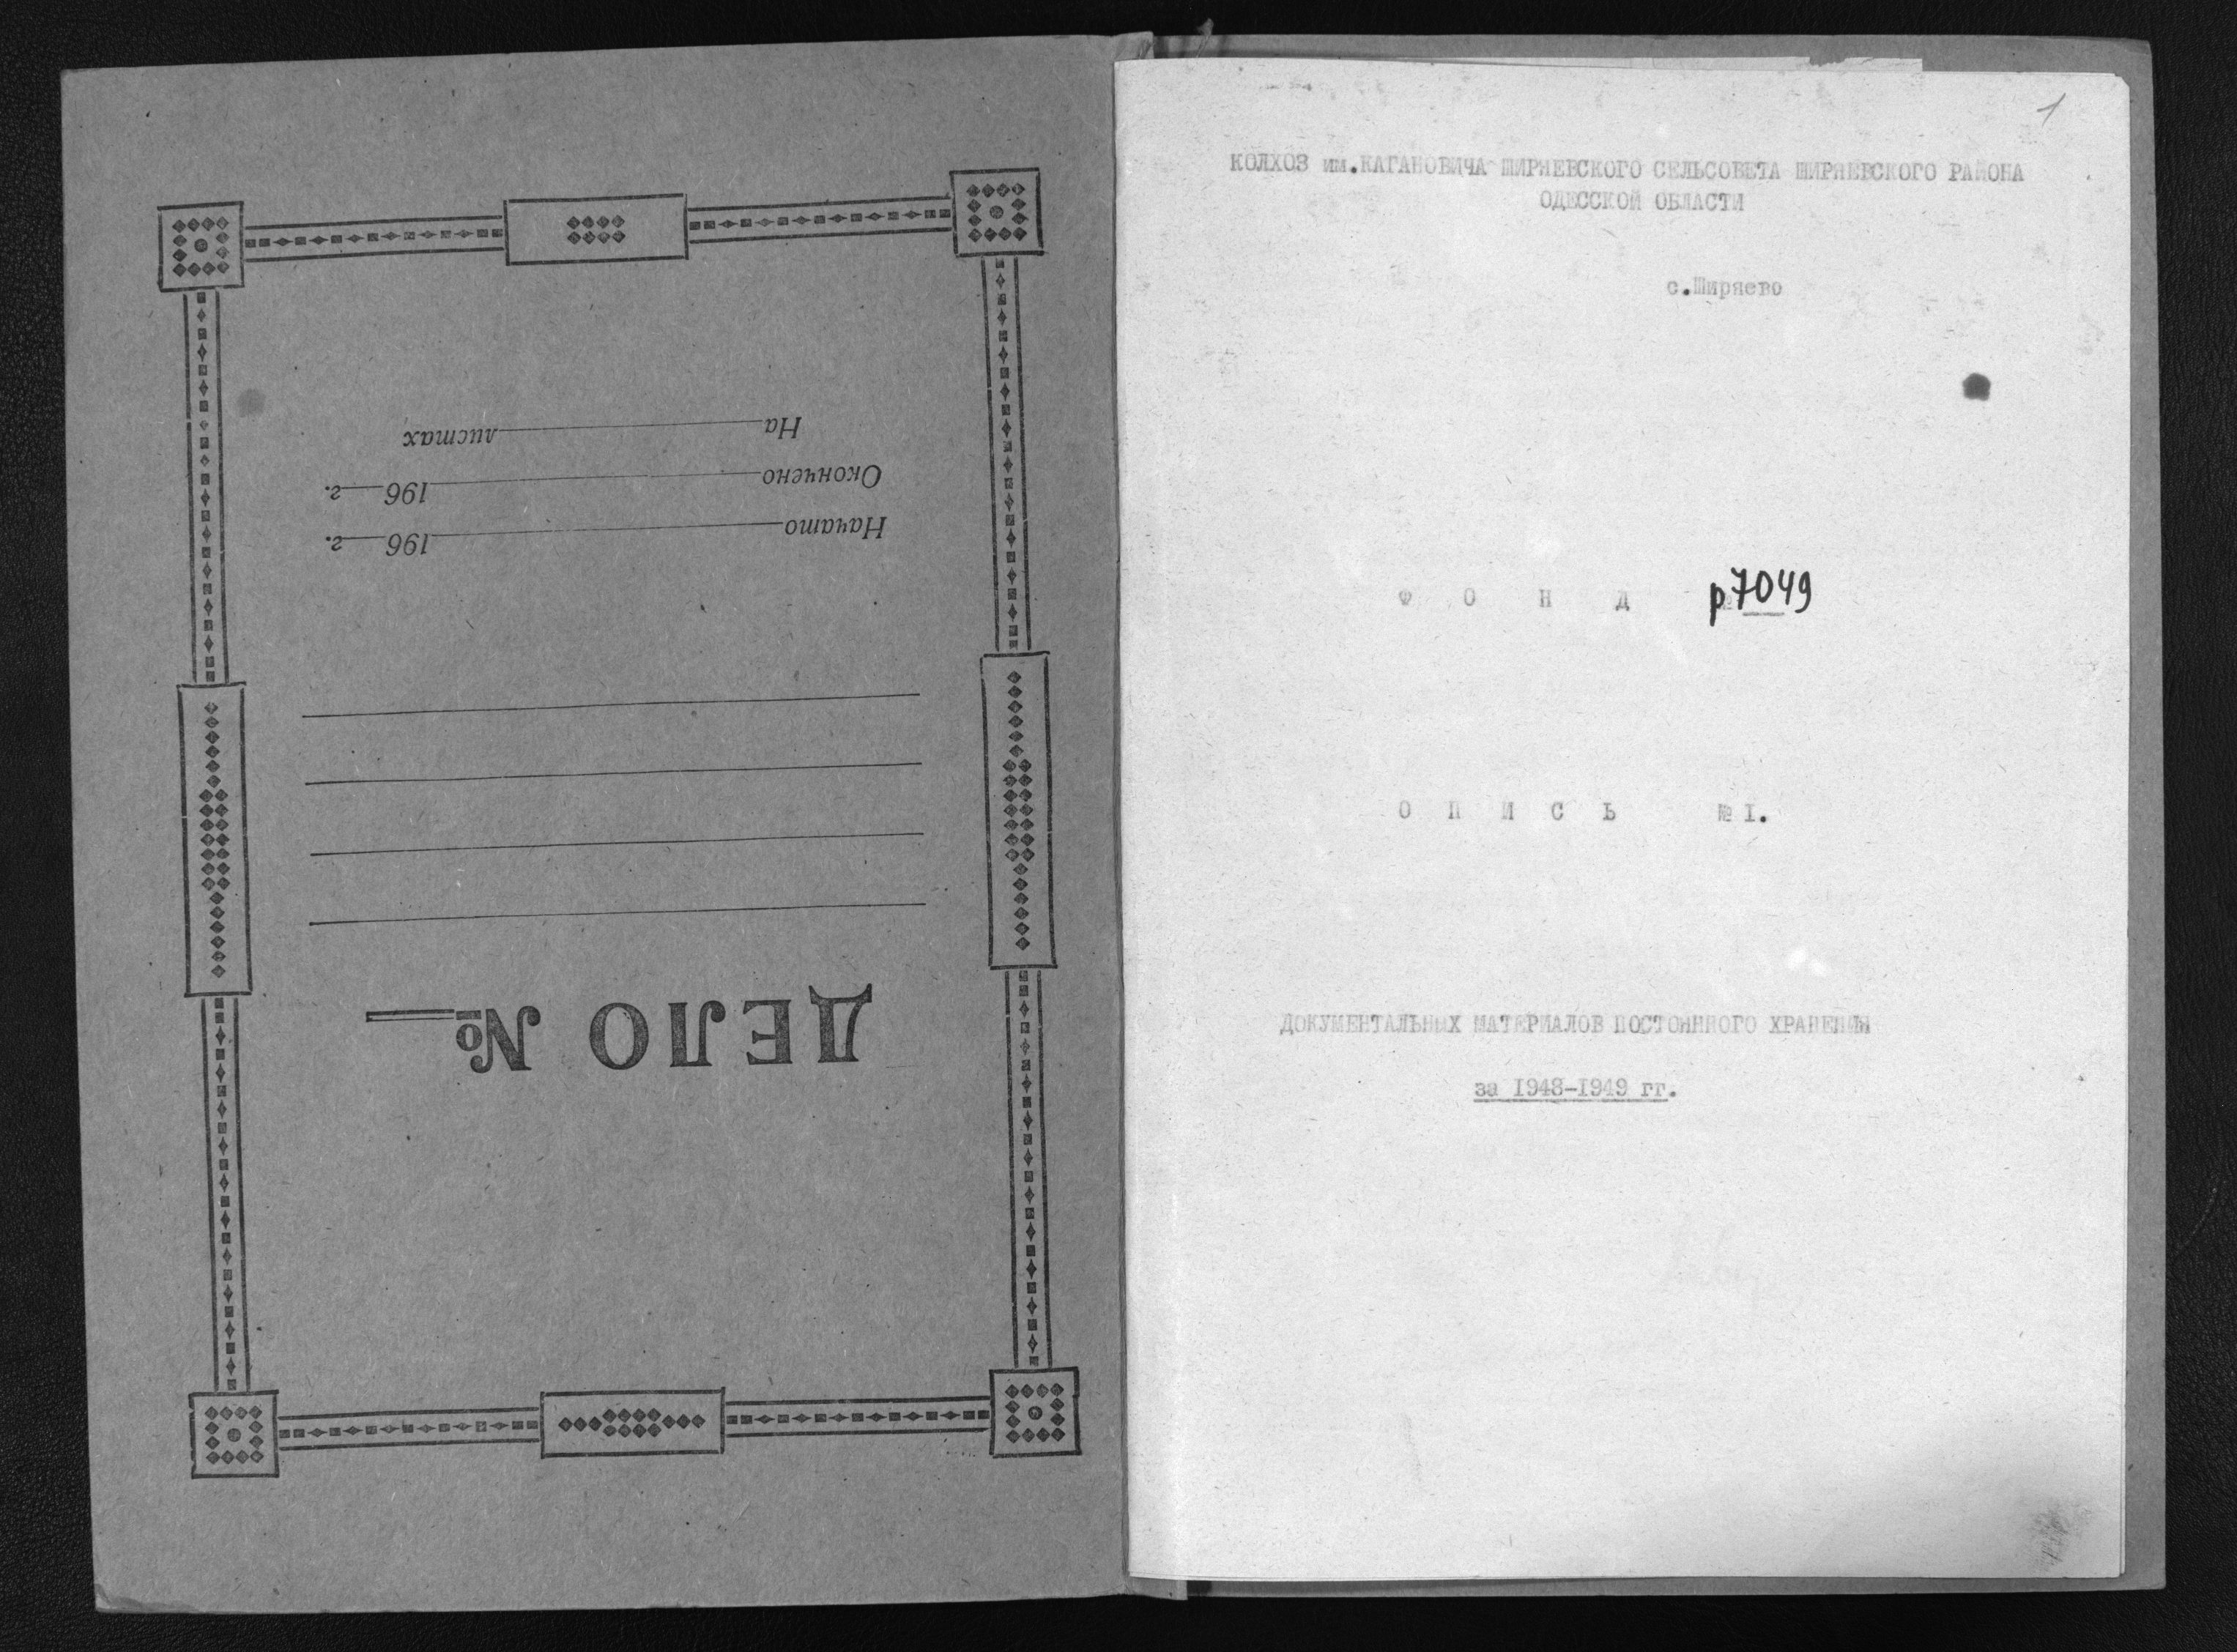 ДЕЛО №
Начато 196 г.
Окончено 196 г.
На листах
1
КОЛХОЗ им.КАГАНОВИЧА ШИРЯЕВСКОГО СЕЛЬСОВЕТА ШИРЯЕВСКОГО РАЙОНА
ОДЕССКОЙ ОБЛАСТИ
с.Ширяево
Ф О Н Д р7049
О П И С Ь № I.
ДОКУМЕНТАЛЬНЫХ МАТЕРИАЛОВ ПОСТОЯННОГО ХРАНЕНИЯ
за 1948-1949 гг.